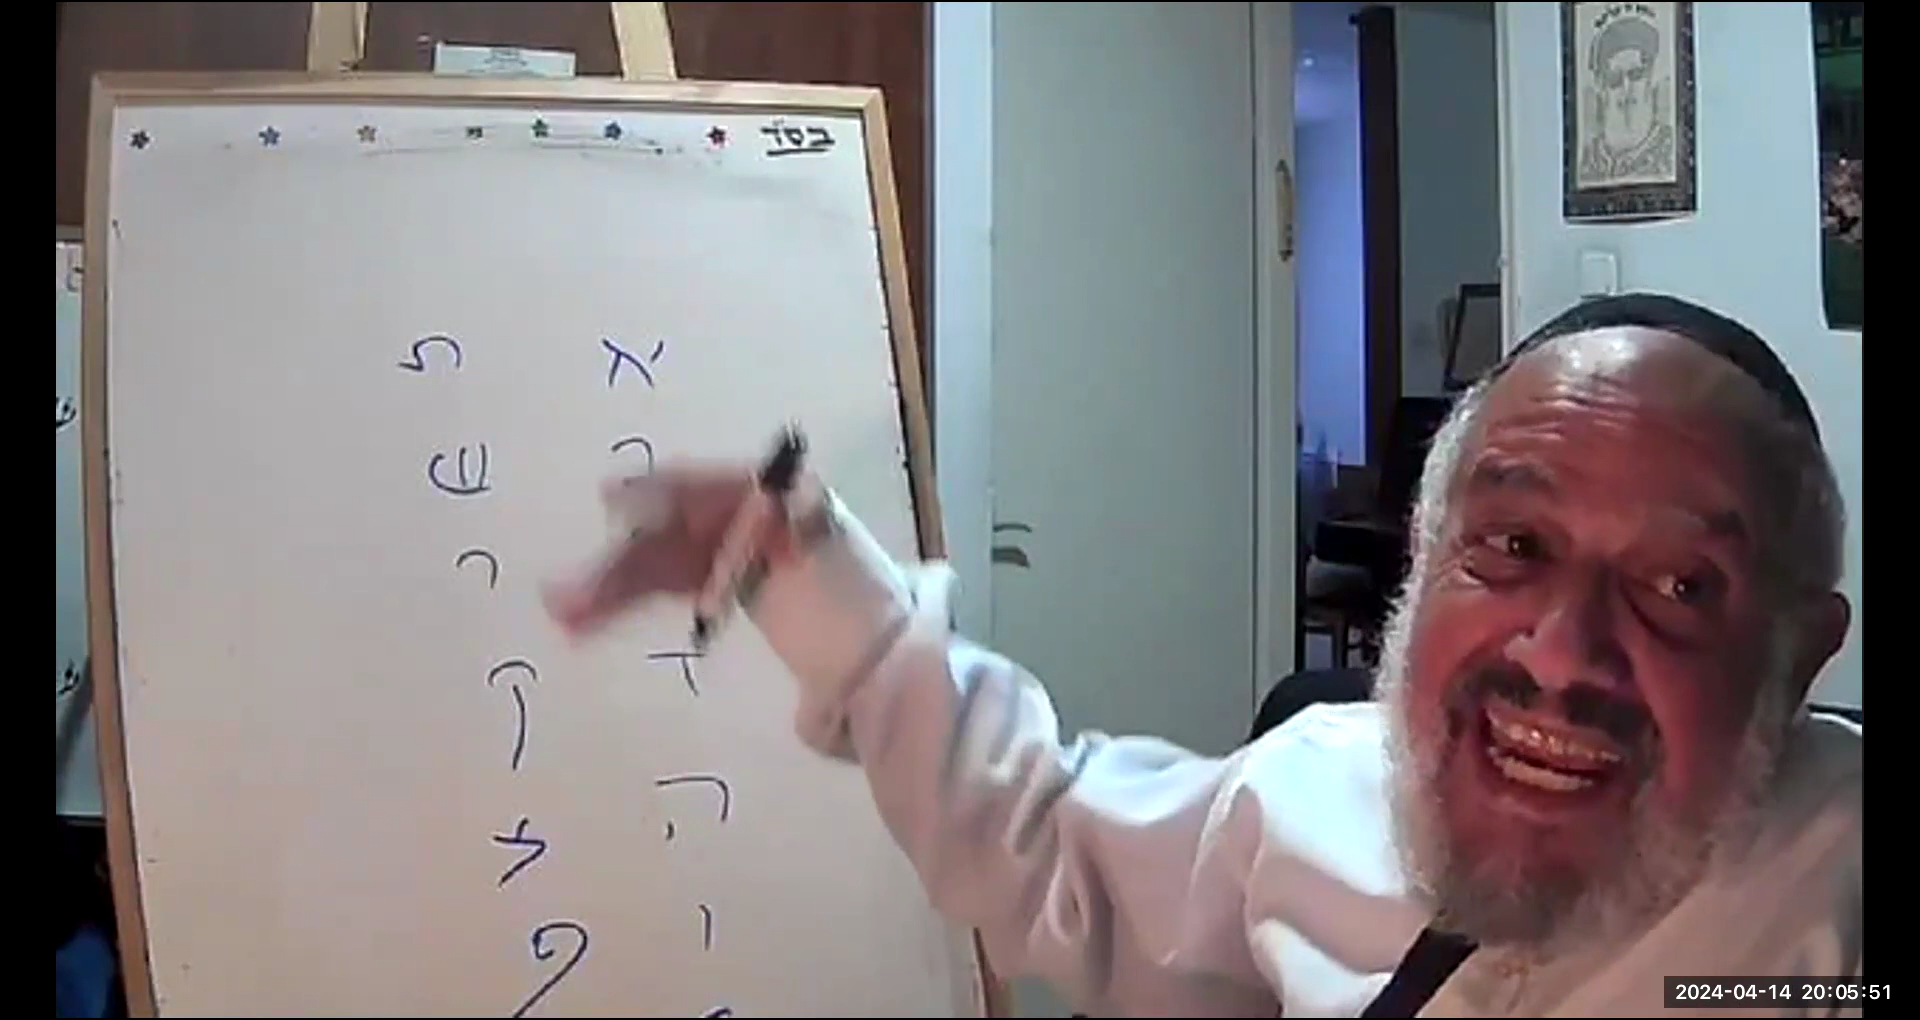 בס״ד
א ת
ב ש
ר
ד ק
ה צ
ו פ
2024-04-14 20:05:51